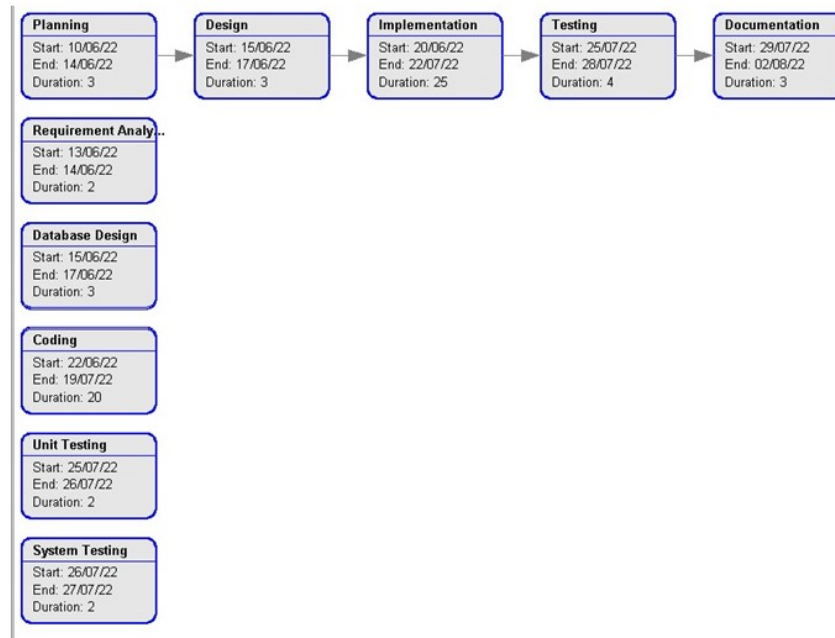 Planning
Start: 10/06/22
End: 14/06/22
Duration: 3
Design
Start: 15/06/22
End: 17/06/22
Duration: 3
Implementation
Start: 20/06/22
End: 22/07/22
Duration: 25
Testing
Start: 25/07/22
End: 28/07/22
Duration: 4
Documentation
Start: 29/07/22
End: 02/08/22
Duration: 3
Requirement Analy...
Start: 13/06/22
End: 14/06/22
Duration: 2
Database Design
Start: 15/06/22
End: 17/06/22
Duration: 3
Coding
Start: 22/06/22
End: 19/07/22
Duration: 20
Unit Testing
Start: 25/07/22
End: 26/07/22
Duration: 2
System Testing
Start: 26/07/22
End: 27/07/22
Duration: 2